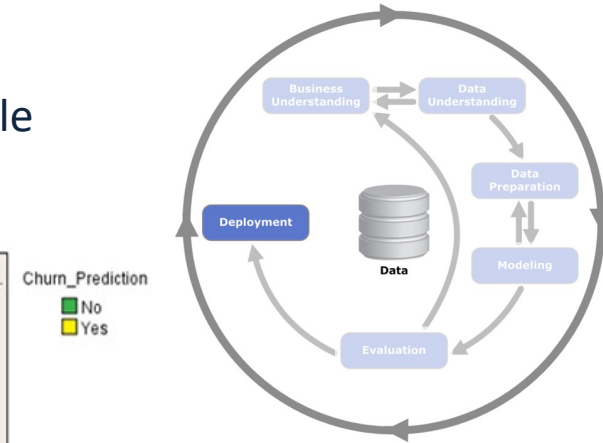 le
Churn_Prediction
No
Yes
Business
Understanding
Data
Understanding
Data
Preparation
Modeling
Evaluation
Deployment
Data